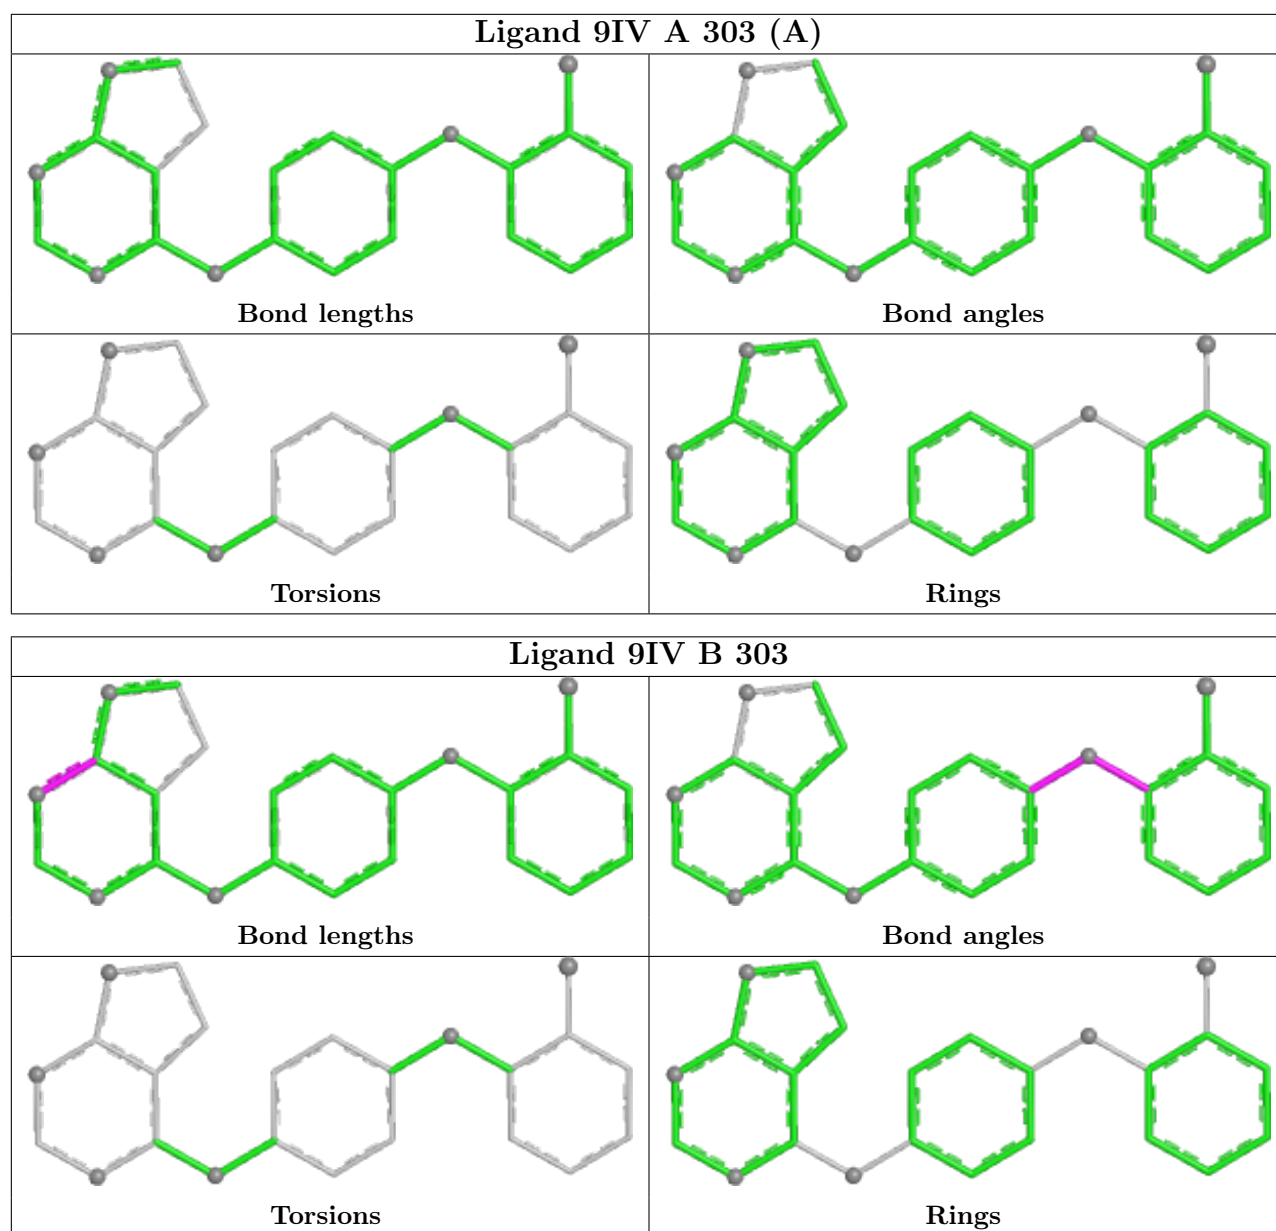 Ligand 9IV A 303 (A)
Bond lengths
Bond angles
Torsions
Rings
Ligand 9IV B 303
Bond lengths
Bond angles
Torsions
Rings